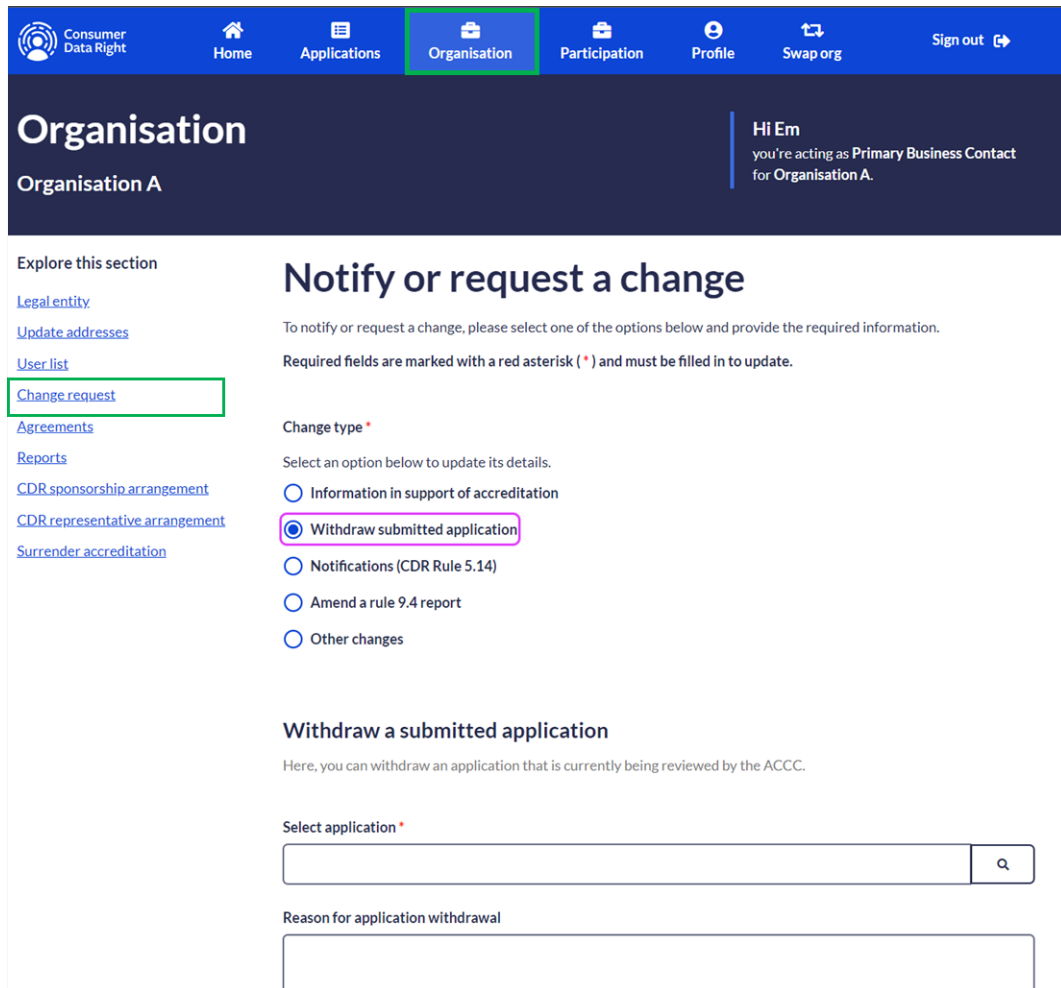 Consumer
Data Right
Home
Applications
Organisation
Participation
Profile
Swap org
Sign out
Organisation
Organisation A
Hi Em
you're acting as Primary Business Contact
for Organisation A.
Explore this section
Legal entity
Update addresses
User list
Change request
Agreements
Reports
CDR sponsorship arrangement
CDR representative arrangement
Surrender accreditation
Notify or request a change
To notify or request a change, please select one of the options below and provide the required information.
Required fields are marked with a red asterisk ( * ) and must be filled in to update.
Change type *
Select an option below to update its details.
Information in support of accreditation
Withdraw submitted application
Notifications (CDR Rule 5.14)
Amend a rule 9.4 report
Other changes
Withdraw a submitted application
Here, you can withdraw an application that is currently being reviewed by the ACCC.
Select application *
Reason for application withdrawal